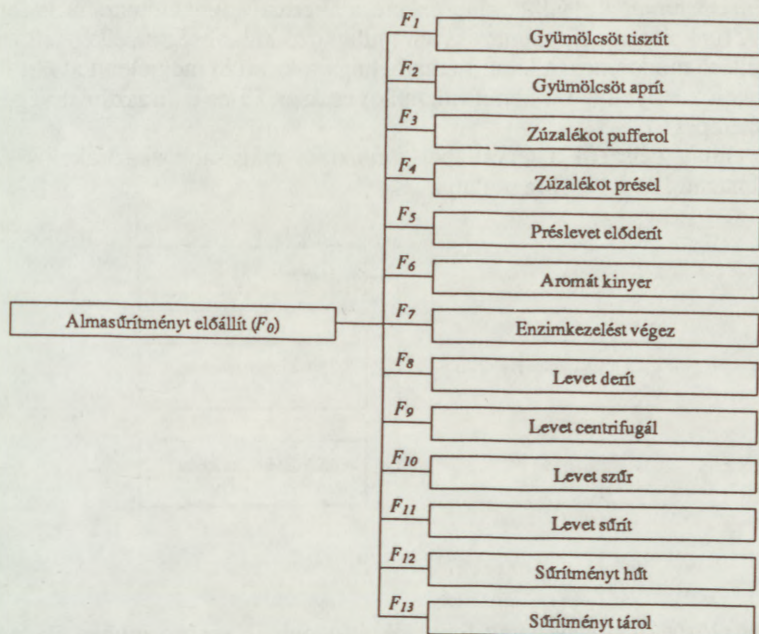 F1
Gyümölcsöt tisztít
F2
Gyümölcsöt aprít
F3
Zúzalékot pufferol
F4
Zúzalékot présel
F5
Préslevet előderít
F6
Aromát kinyer
Almasűrítményt előállít (F0)
F7
Enzimkezelést végez
F8
Levet derít
F9
Levet centrifugál
F10
Levet szűr
F11
Levet sűrít
F12
Sűrítményt hűt
F13
Sűrítményt tárol